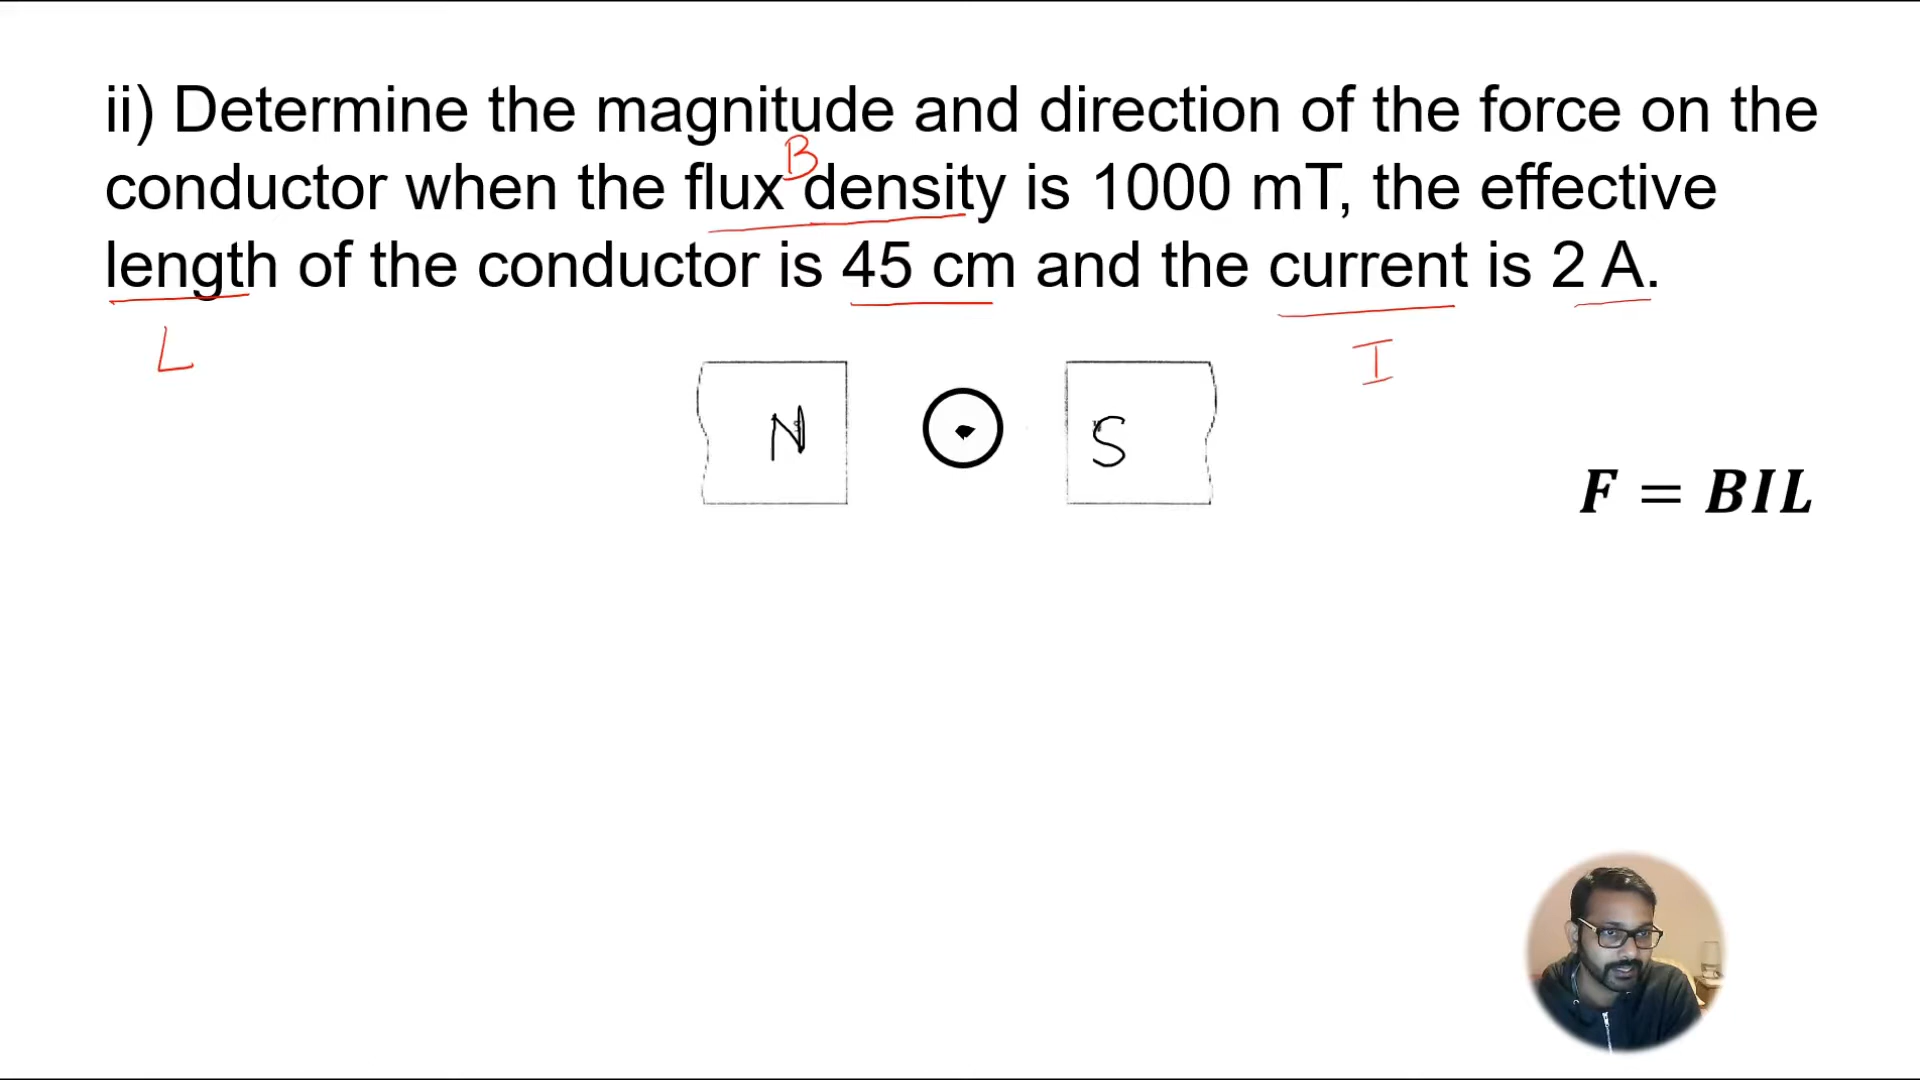 ii) Determine the magnitude and direction of the force on the
B
conductor when the flux density is 1000 mT, the effective
length of the conductor is 45 cm and the current is 2 A.
L
I
N
S
F = BIL